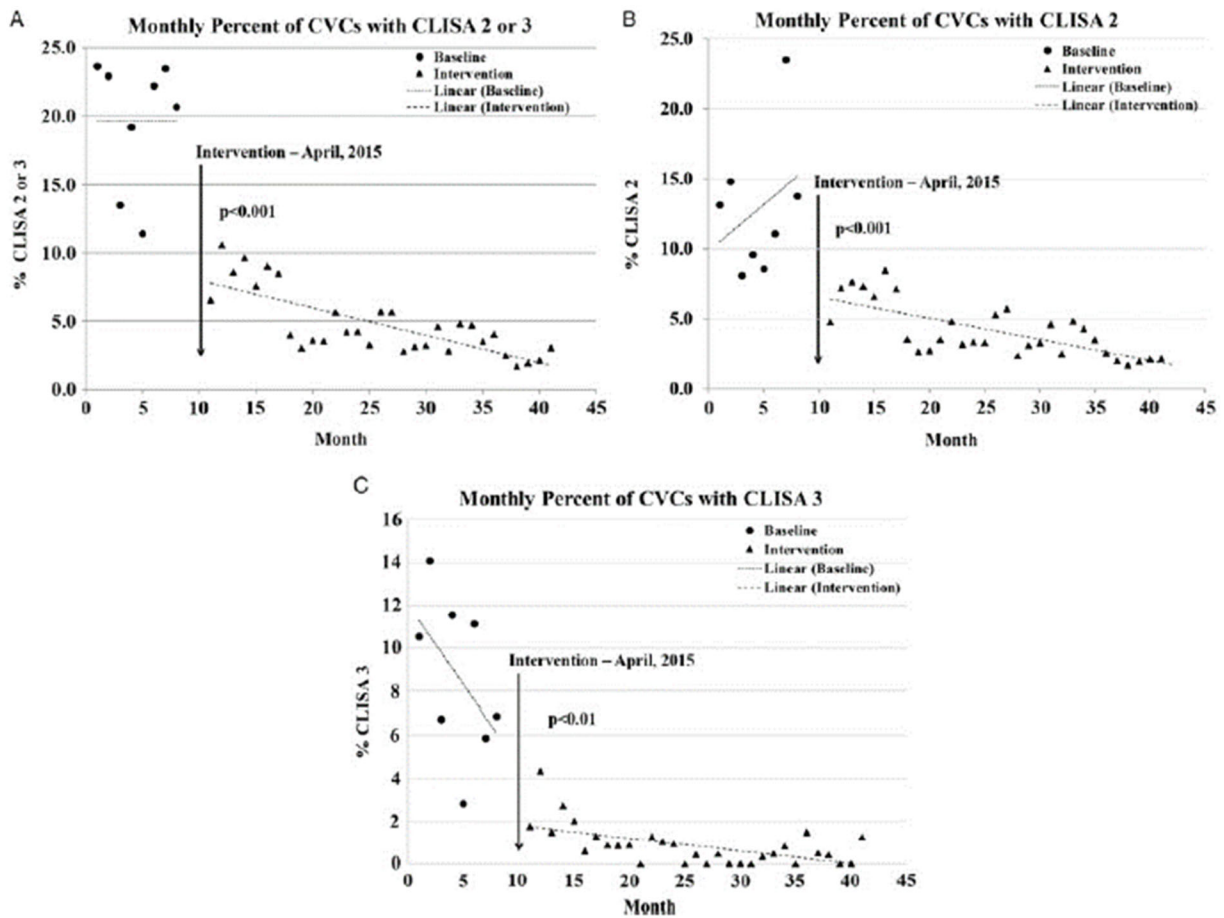 A
Monthly Percent of CVCs with CLISA 2 or 3
25.0
20.0
15.0
10.0
5.0
0.0
% CLISA 2 or 3
Baseline
Intervention
Linear (Baseline)
Linear (Intervention)
Intervention – April, 2015
p<0.001
0 5 10 15 20 25 30 35 40 45
Month
B
Monthly Percent of CVCs with CLISA 2
25.0
20.0
15.0
10.0
5.0
0.0
% CLISA 2
Baseline
Intervention
Linear (Baseline)
Linear (Intervention)
Intervention – April, 2015
p<0.001
0 5 10 15 20 25 30 35 40 45
Month
C
Monthly Percent of CVCs with CLISA 3
16
14
12
10
8
6
4
2
0
% CLISA 3
Baseline
Intervention
Linear (Baseline)
Linear (Intervention)
Intervention – April, 2015
p<0.01
0 5 10 15 21 25 32 35 40 45
Month